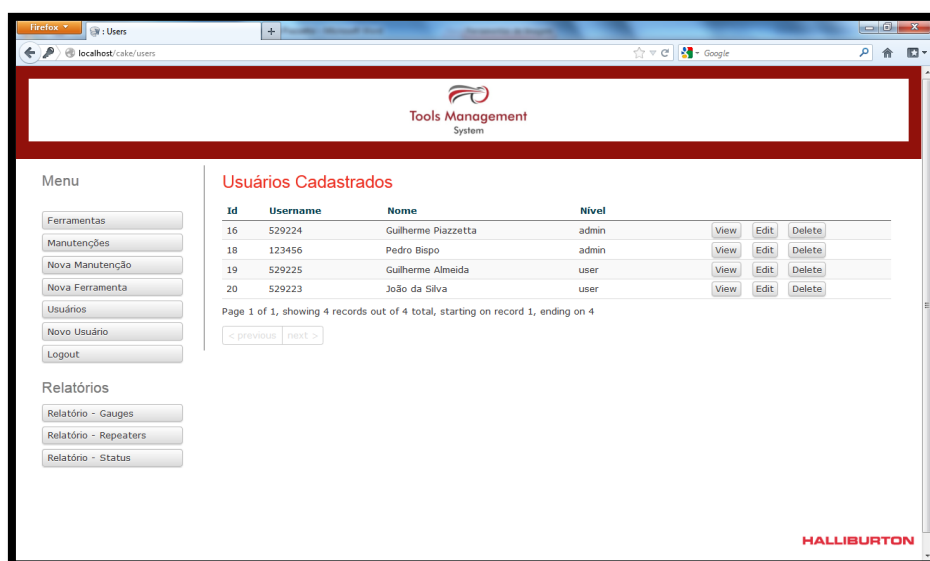 Firefox
: Users
localhost/cake/users
Google
Tools Management
System
Menu
Ferramentas
Manutenções
Nova Manutenção
Nova Ferramenta
Usuários
Novo Usuário
Logout
Relatórios
Relatório - Gauges
Relatório - Repeaters
Relatório - Status
Usuários Cadastrados
Id Username Nome Nível
16 529224 Guilherme Piazzetta admin View Edit Delete
18 123456 Pedro Bispo admin View Edit Delete
19 529225 Guilherme Almeida user View Edit Delete
20 529223 João da Silva user View Edit Delete
Page 1 of 1, showing 4 records out of 4 total, starting on record 1, ending on 4
< previous next >
HALLIBURTON